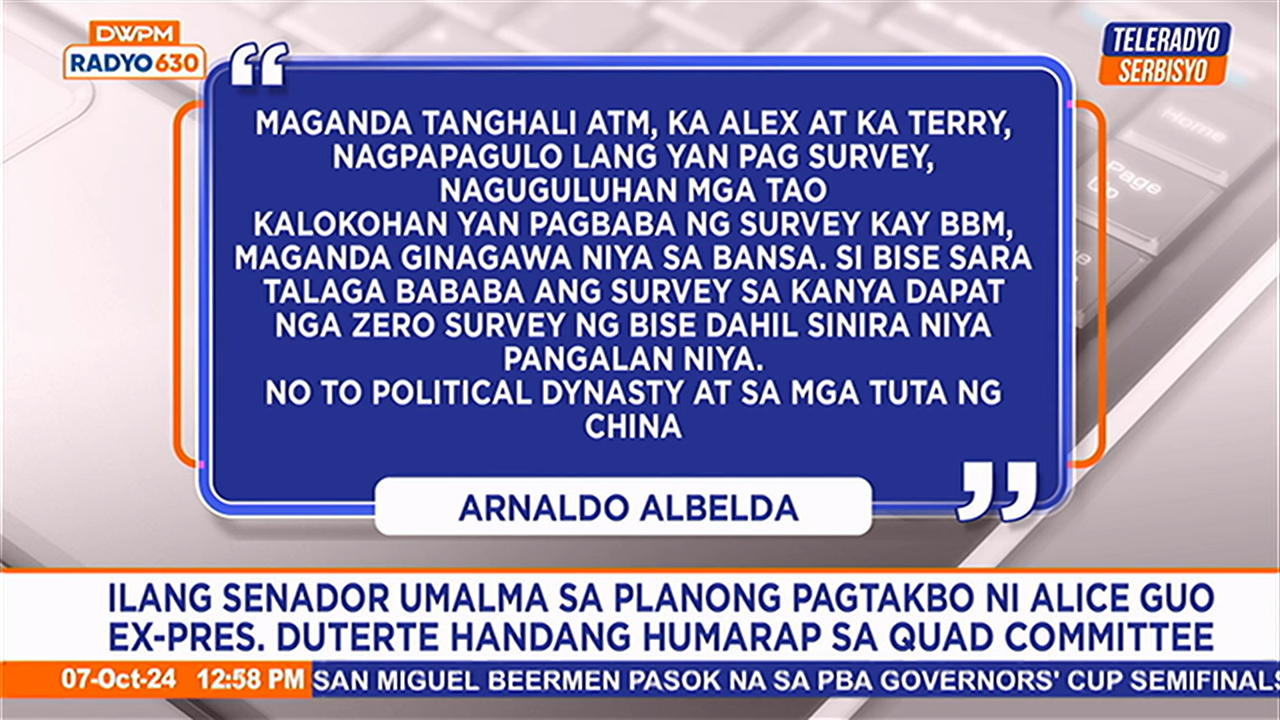 DWPM
RADYO 630
TELERADYO
SERBISYO
MAGANDA TANGHALI ATM, KA ALEX AT KA TERRY,
NAGPAPAGULO LANG YAN PAG SURVEY,
NAGUGULUHAN MGA TAO
KALOKOHAN YAN PAGBABA NG SURVEY KAY BBM,
MAGANDA GINAGAWA NIYA SA BANSA. SI BISE SARA
TALAGA BABABA ANG SURVEY SA KANYA DAPAT
NGA ZERO SURVEY NG BISE DAHIL SINIRA NIYA
PANGALAN NIYA.
NO TO POLITICAL DYNASTY AT SA MGA TUTA NG
CHINA
ARNALDO ALBELDA
Home
Page
Up
ILANG SENADOR UMALMA SA PLANONG PAGTAKBO NI ALICE GUO
EX-PRES. DUTERTE HANDANG HUMARAP SA QUAD COMMITTEE
07-Oct-24 12:58 PM SAN MIGUEL BEERMEN PASOK NA SA PBA GOVERNORS' CUP SEMIFINALS